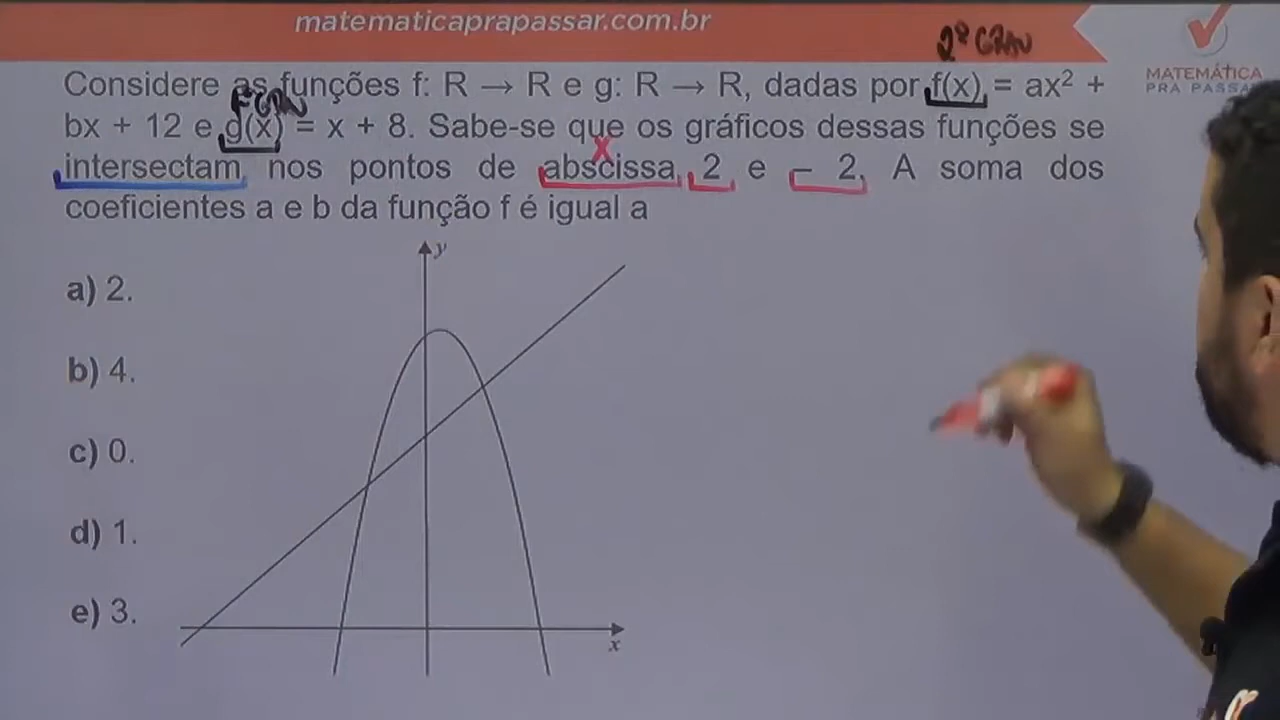 matematicaprapassar.com.br
2º GRAU
MATEMÁTICA
PRA PASSA
Considere as funções f: R → R e g: R → R, dadas por f(x) = ax² +
bx + 12 e g(x) = x + 8. Sabe-se que os gráficos dessas funções se
x
intersectam nos pontos de abscissa 2 e – 2. A soma dos
coeficientes a e b da função f é igual a
y
a) 2.
b) 4.
c) 0.
d) 1.
e) 3.
x